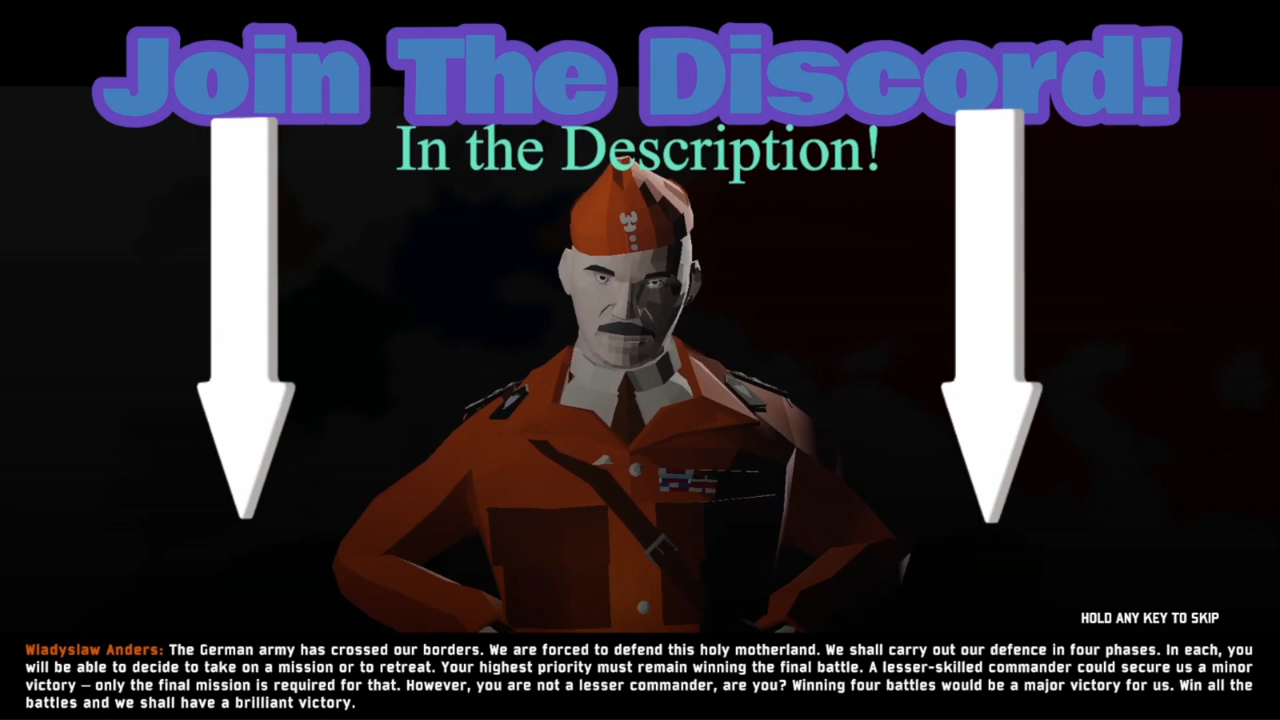 Join The Discord!
In the Description!
HOLD ANY KEY TO SKIP
Wladyslaw Anders: The German army has crossed our borders. We are forced to defend this holy motherland. We shall carry out our defence in four phases. In each, you
will be able to decide to take on a mission or to retreat. Your highest priority must remain winning the final battle. A lesser-skilled commander could secure us a minor
victory – only the final mission is required for that. However, you are not a lesser commander, are you? Winning four battles would be a major victory for us. Win all the
battles and we shall have a brilliant victory.